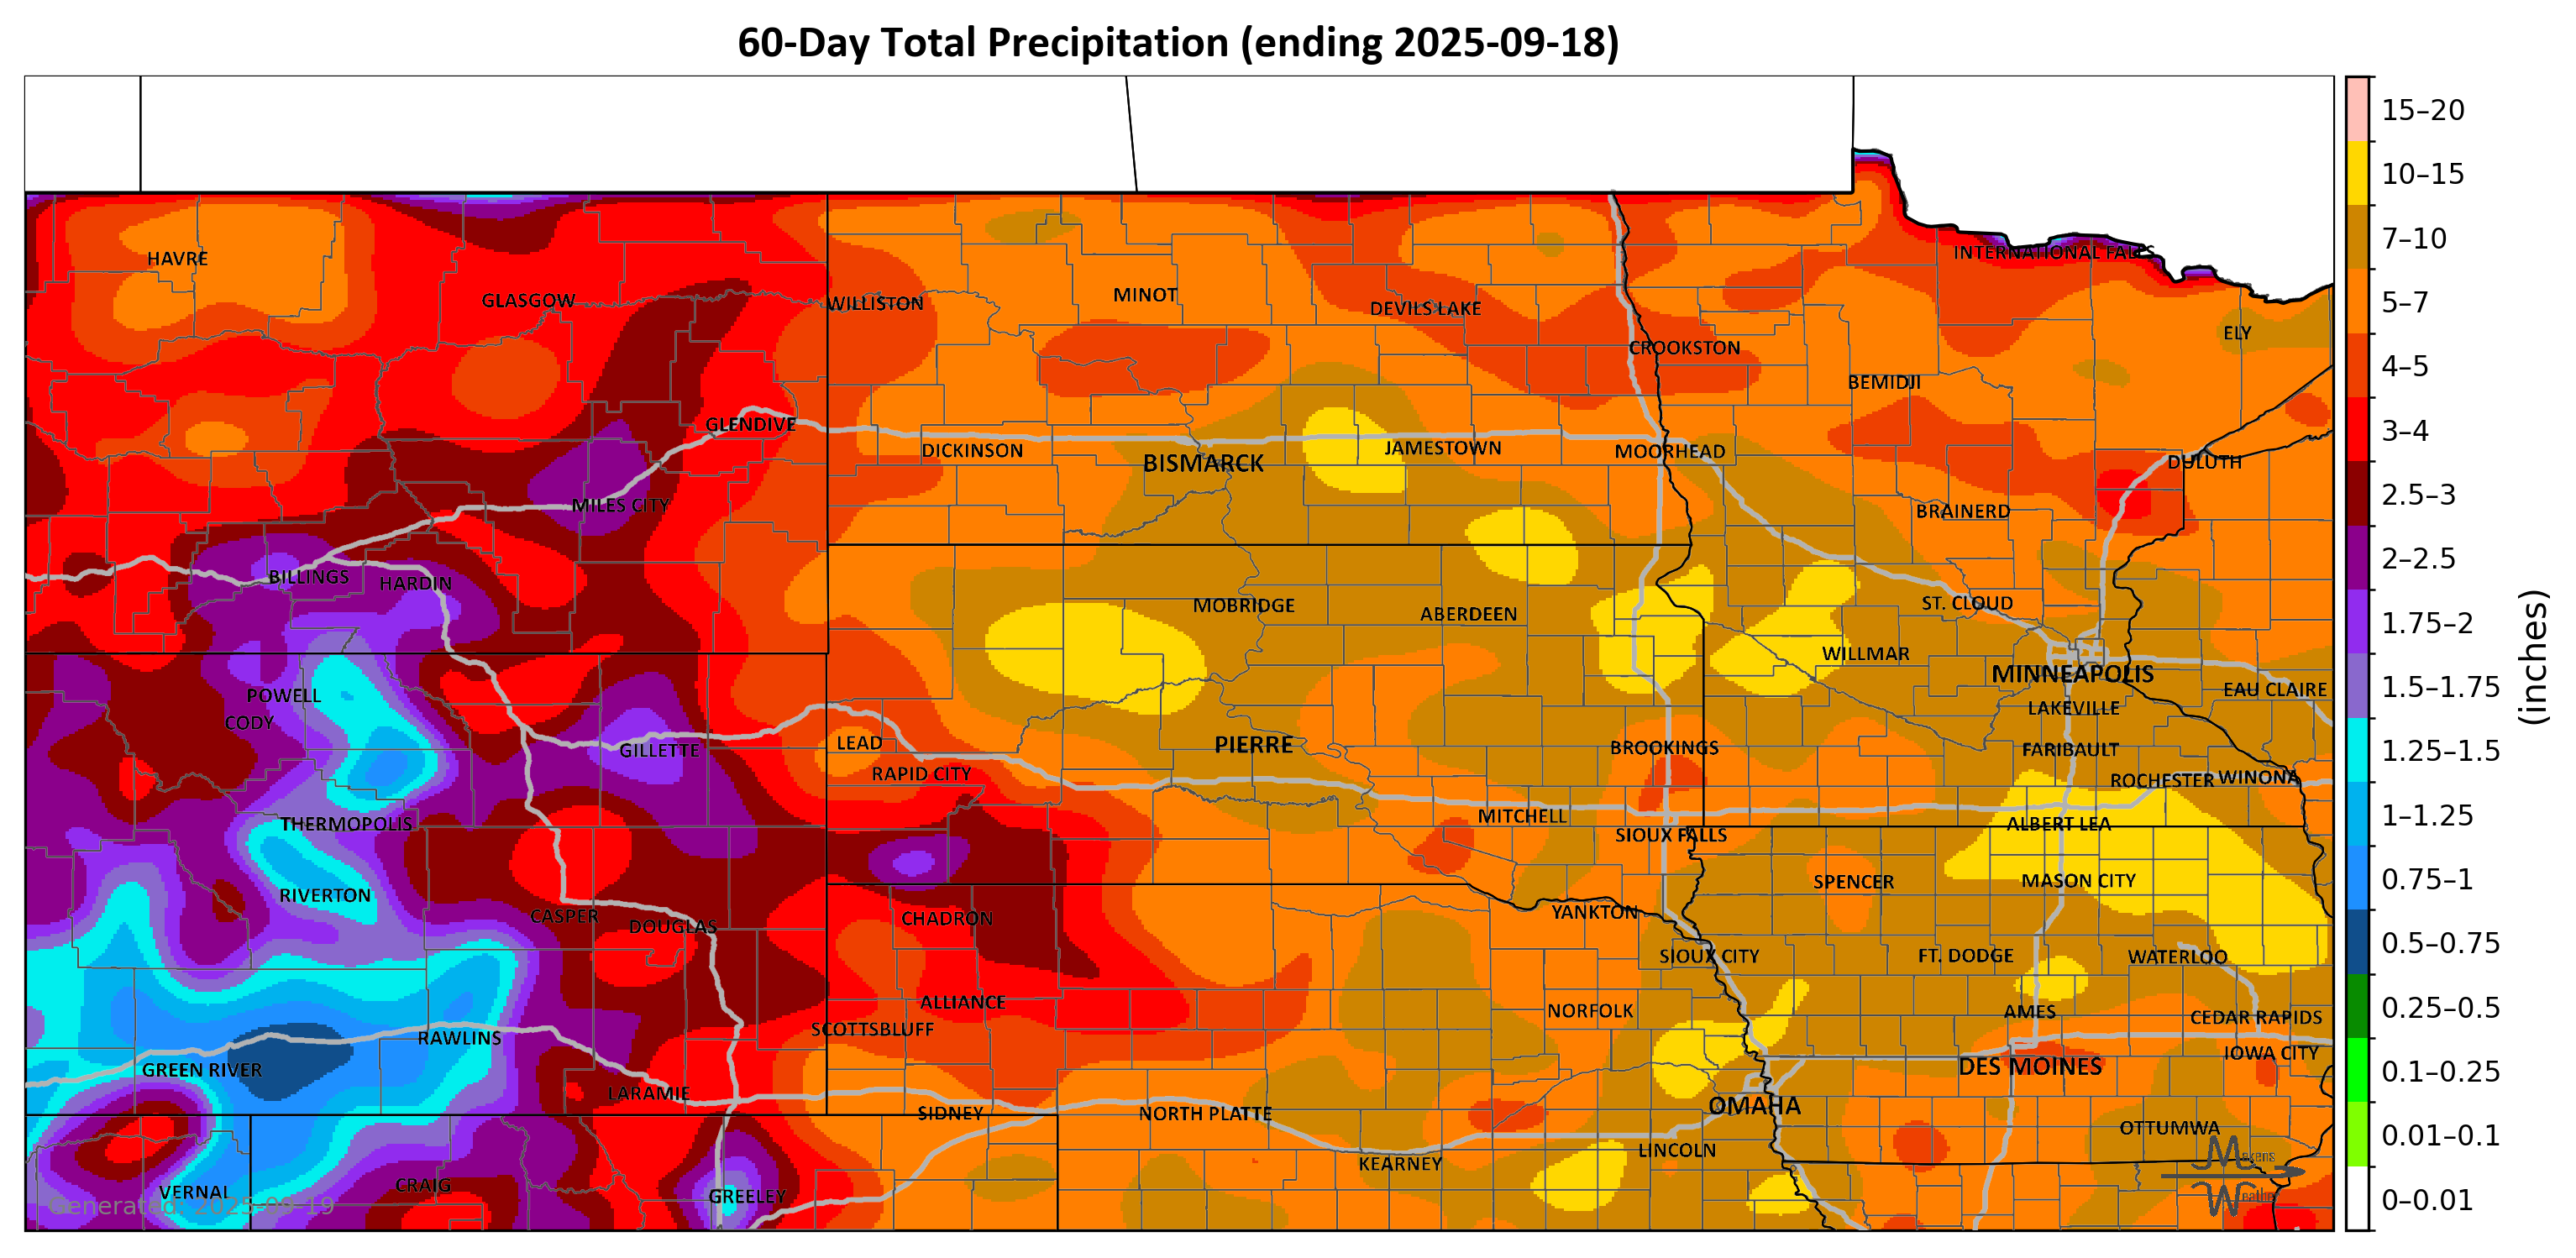 60-Day Total Precipitation (ending 2025-09-18)
15–20
10–15
7–10
5–7
4–5
3–4
2.5–3
2–2.5
1.75–2
1.5–1.75
1.25–1.5
1–1.25
0.75–1
0.5–0.75
0.25–0.5
0.1–0.25
0.01–0.1
0–0.01
(inches)
INTERNATIONAL FALLS
HAVRE
GLASGOW
WILLISTON
MINOT
DEVILS LAKE
ELY
CROOKSTON
BEMIDJI
GLENDIVE
DICKINSON
BISMARCK
JAMESTOWN
MOORHEAD
DULUTH
MILES CITY
BRAINERD
BILLINGS
HARDIN
MOBRIDGE
ABERDEEN
ST. CLOUD
WILLMAR
MINNEAPOLIS
POWELL
EAU CLAIRE
CODY
LAKEVILLE
GILLETTE
LEAD
PIERRE
BROOKINGS
FARIBAULT
RAPID CITY
ROCHESTER
WINONA
THERMOPOLIS
MITCHELL
SIOUX FALLS
ALBERT LEA
RIVERTON
SPENCER
MASON CITY
CASPER
DOUGLAS
CHADRON
YANKTON
SIOUX CITY
FT. DODGE
WATERLOO
ALLIANCE
NORFOLK
AMES
CEDAR RAPIDS
SCOTTSBLUFF
RAWLINS
GREEN RIVER
DES MOINES
IOWA CITY
LARAMIE
SIDNEY
NORTH PLATTE
OMAHA
OTTUMWA
KEARNEY
LINCOLN
VERNAL
CRAIG
GREELEY
Generated: 2025-09-19
Makens
Weather